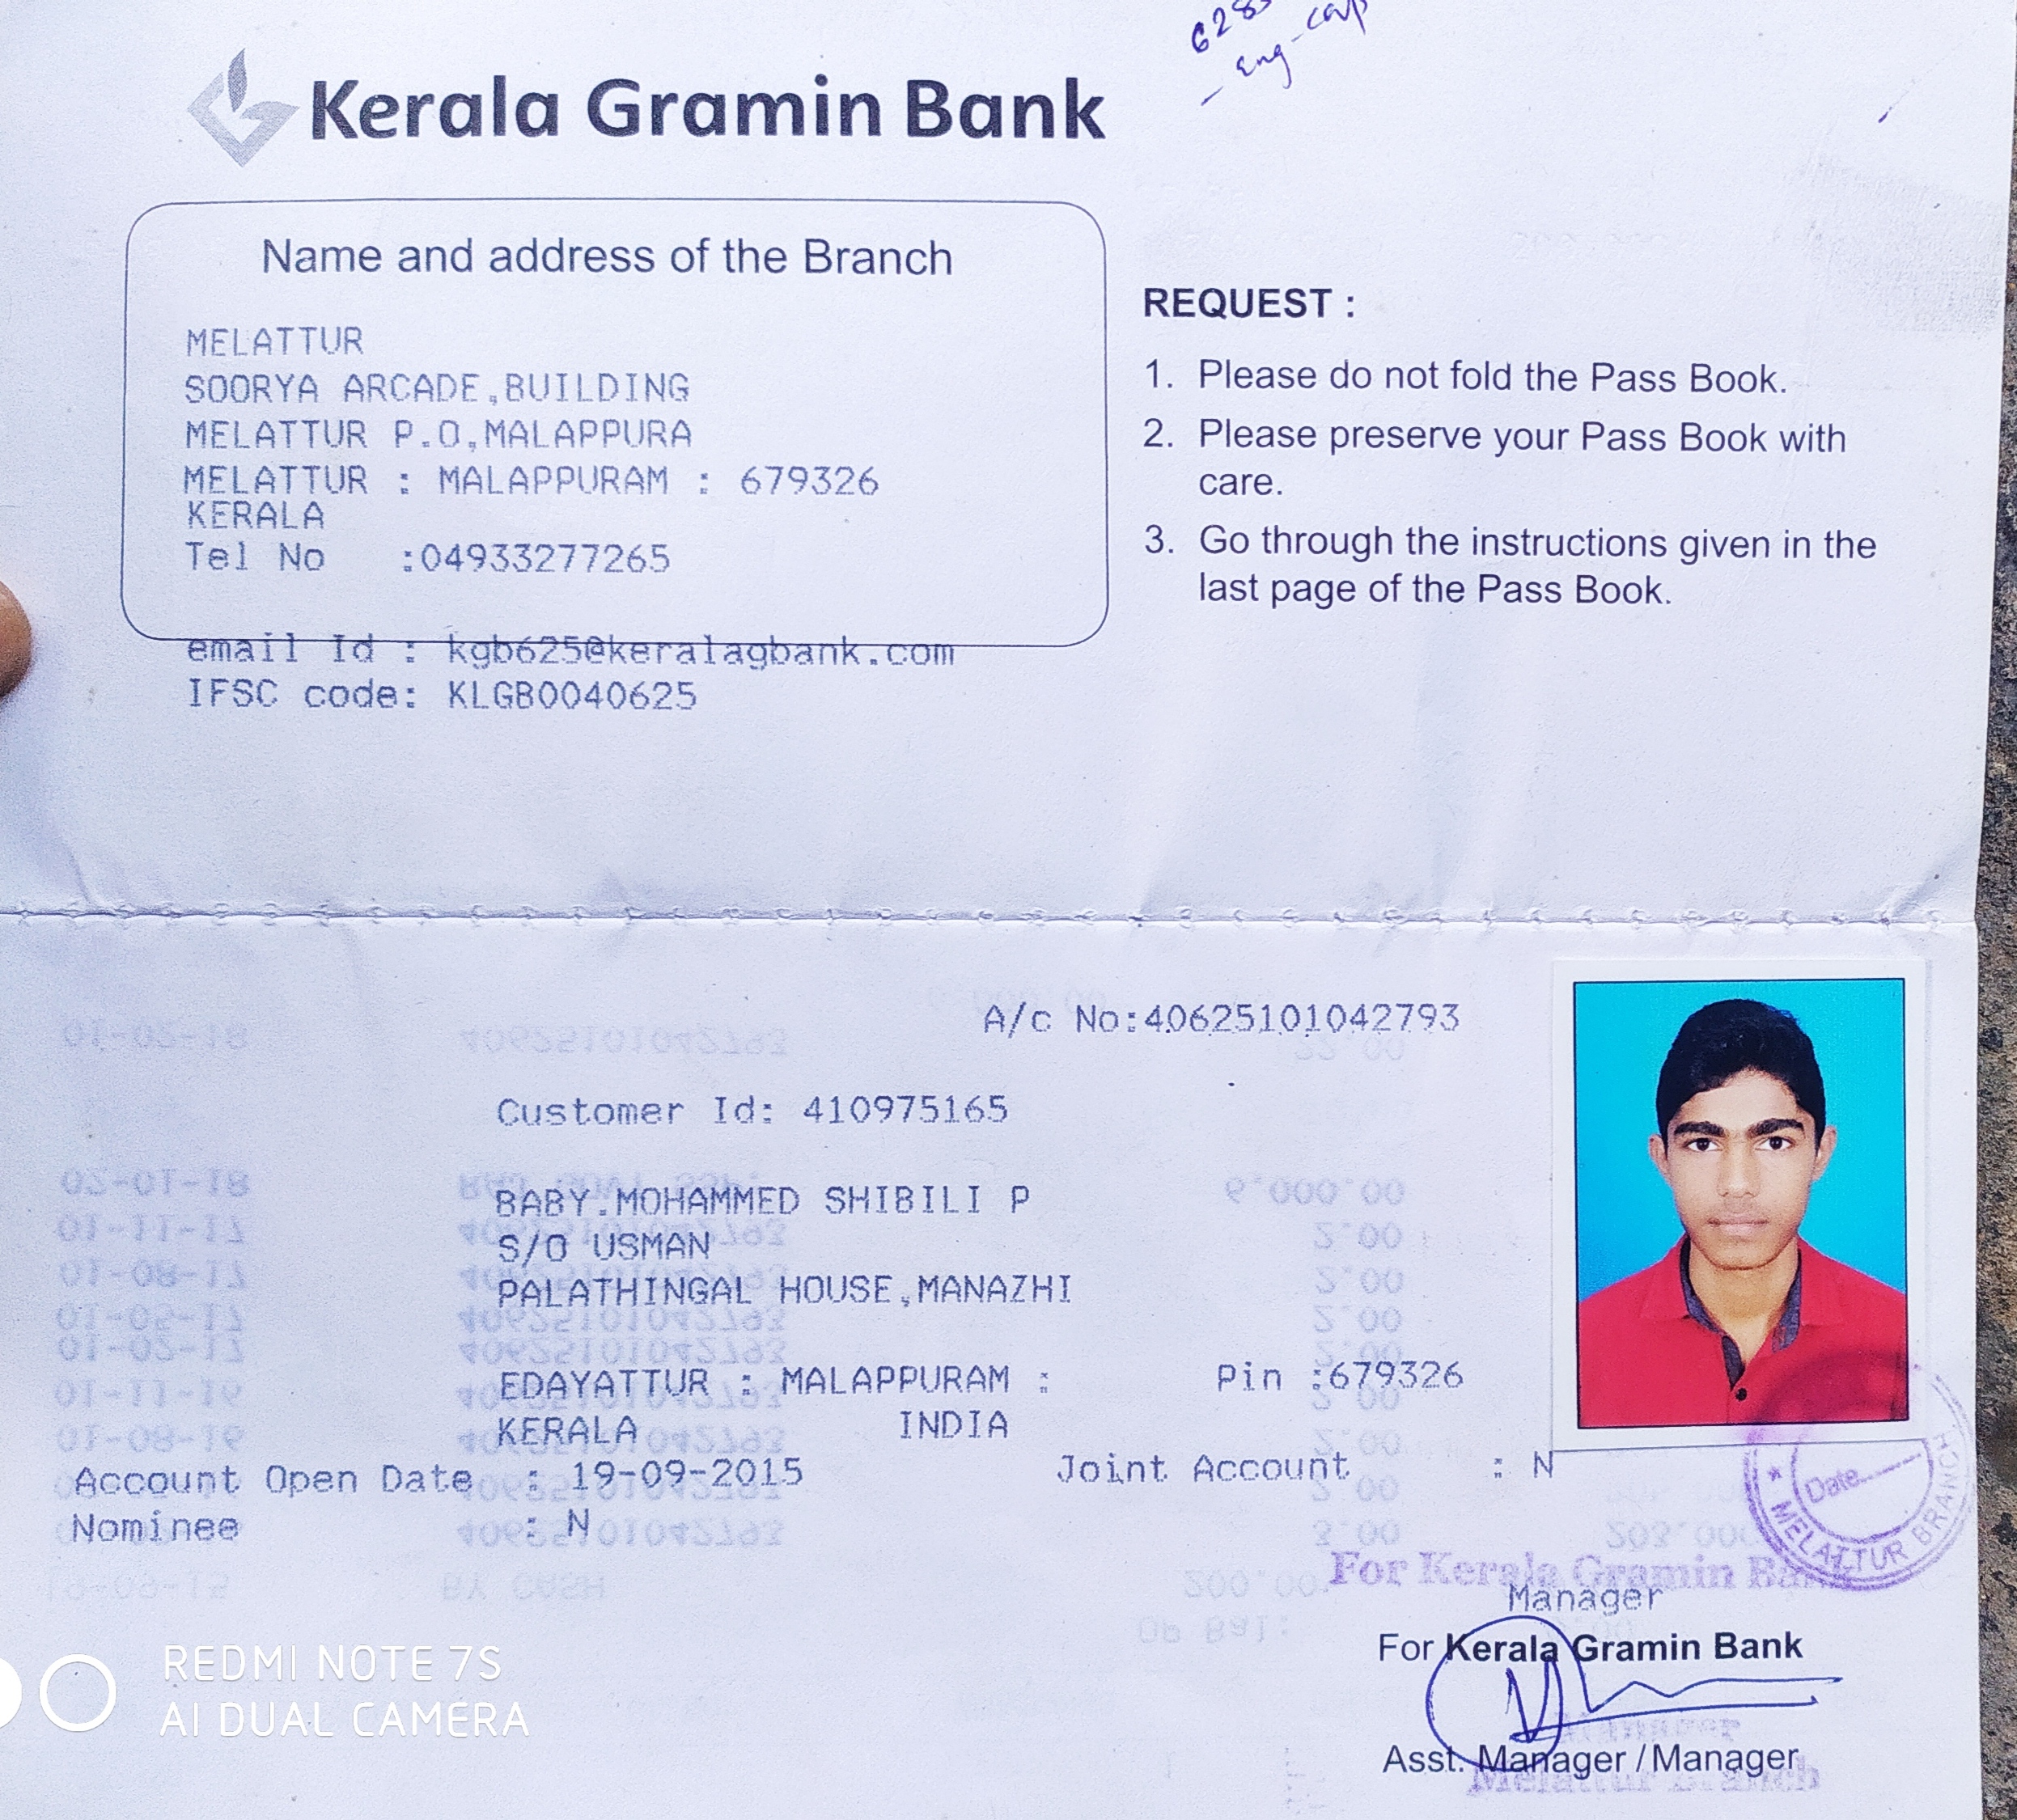 Kerala Gramin Bank
Name and address of the Branch
MELATTUR
SOORYA ARCADE,BUILDING
MELATTUR P.O,MALAPPURA
MELATTUR : MALAPPURAM : 679326
KERALA
Tel No :04933277265
email Id : kgb625@keralagbank.com
IFSC code: KLGB0040625
REQUEST :
1. Please do not fold the Pass Book.
2. Please preserve your Pass Book with
care.
3. Go through the instructions given in the
last page of the Pass Book.
A/c No:40625101042793
Customer Id: 410975165
BABY.MOHAMMED SHIBILI P
S/O USMAN
PALATHINGAL HOUSE,MANAZHI
EDAYATTUR : MALAPPURAM : Pin :679326
KERALA INDIA
Account Open Date : 19-09-2015 Joint Account : N
Nominee : N
Date
MELATTUR BRANCH
For Kerala Gramin Bank
Manager
For Kerala Gramin Bank
Manager
Asst. Manager / Manager
Melattur Branch
REDMI NOTE 7S
AI DUAL CAMERA